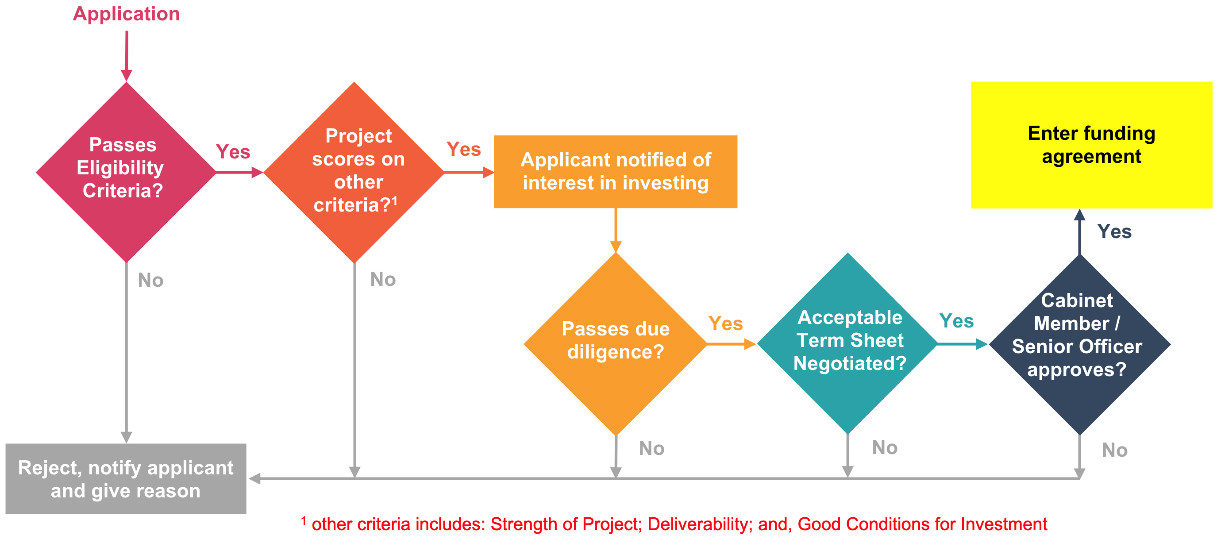 Application
Passes
Eligibility
Criteria?
Yes
No
Project
scores on
other
criteria?¹
Yes
No
Applicant notified of
interest in investing
Passes due
diligence?
Yes
No
Acceptable
Term Sheet
Negotiated?
Yes
No
Cabinet
Member /
Senior Officer
approves?
Yes
No
Enter funding
agreement
Reject, notify applicant
and give reason
¹ other criteria includes: Strength of Project; Deliverability; and, Good Conditions for Investment